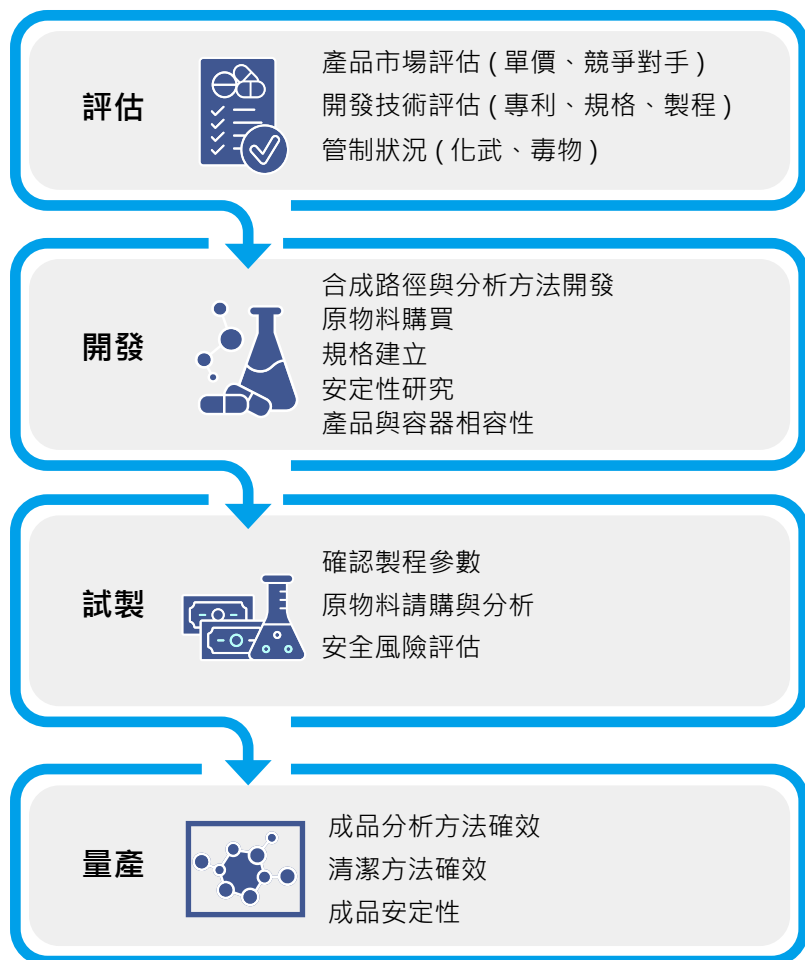 評估
產品市場評估 ( 單價、競爭對手 )
開發技術評估 ( 專利、規格、製程 )
管制狀況 ( 化武、毒物 )
開發
合成路徑與分析方法開發
原物料購買
規格建立
安定性研究
產品與容器相容性
試製
確認製程參數
原物料請購與分析
安全風險評估
量產
成品分析方法確效
清潔方法確效
成品安定性